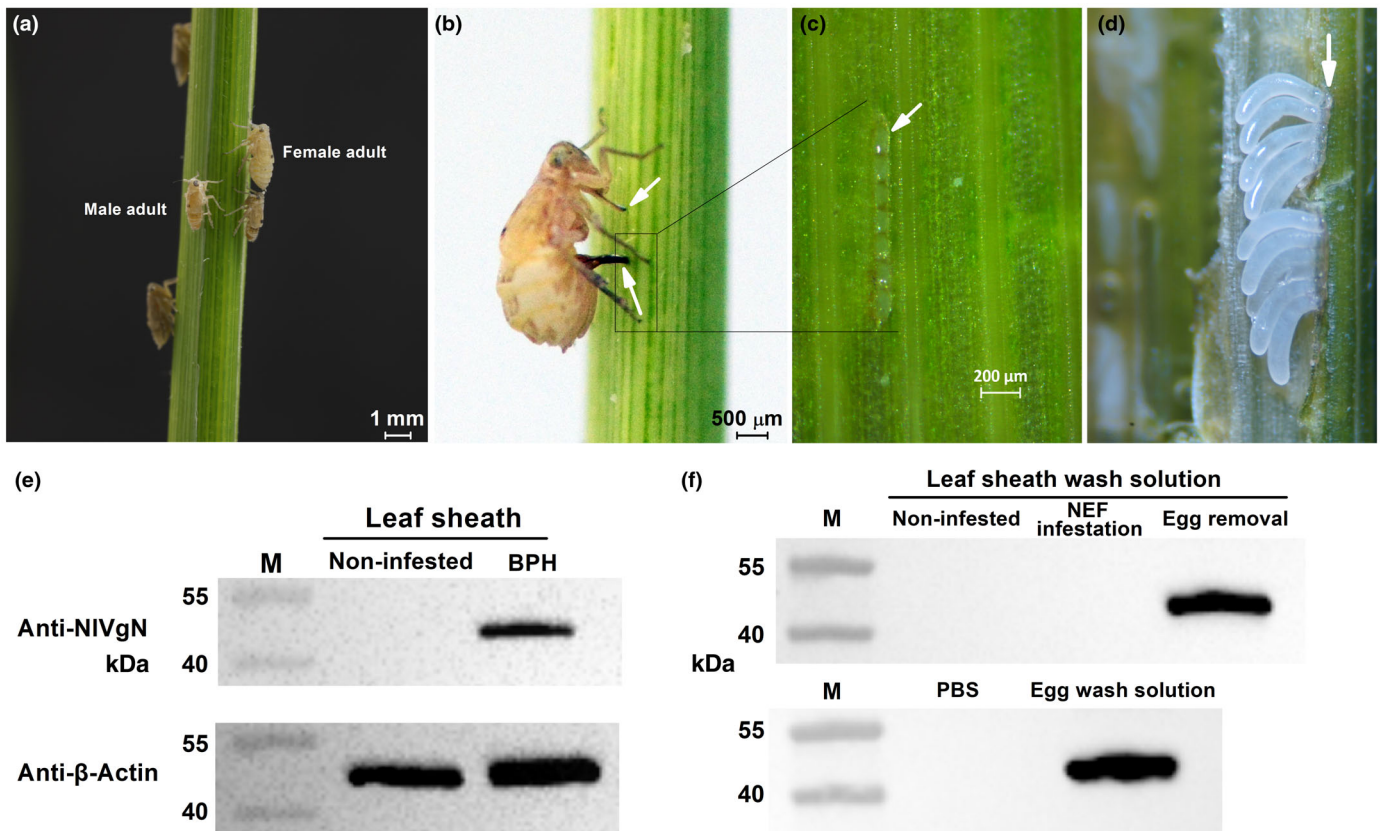 (a)
Female adult
Male adult
1 mm
(b)
500 μm
(c)
200 μm
(d)
(e)
Leaf sheath
M Non-infested BPH
55
Anti-NlVgN
kDa 40
55
Anti-β-Actin
40
(f)
Leaf sheath wash solution
M Non-infested NEF infestation Egg removal
55
40
kDa
M PBS Egg wash solution
55
40